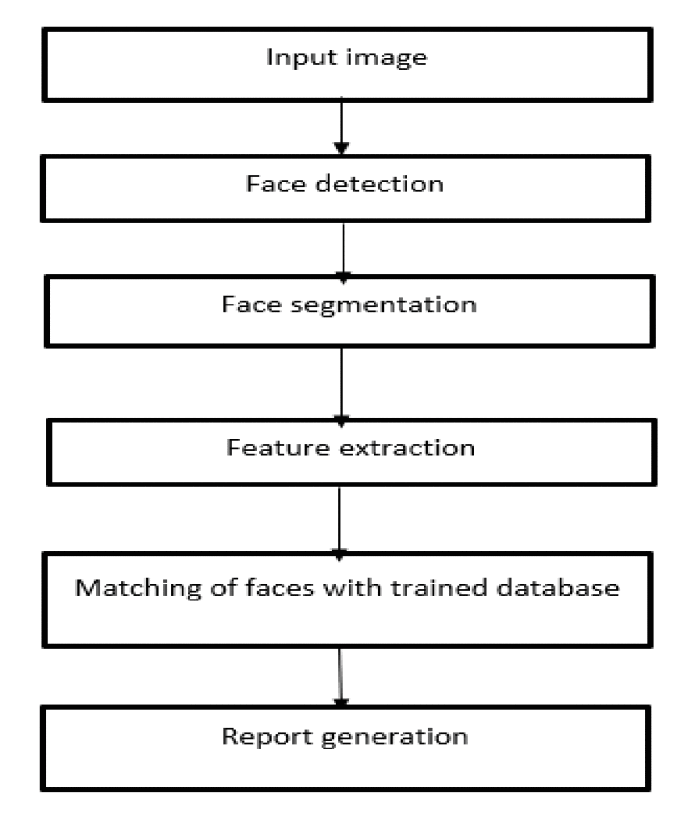 Input image
Face detection
Face segmentation
Feature extraction
Matching of faces with trained database
Report generation